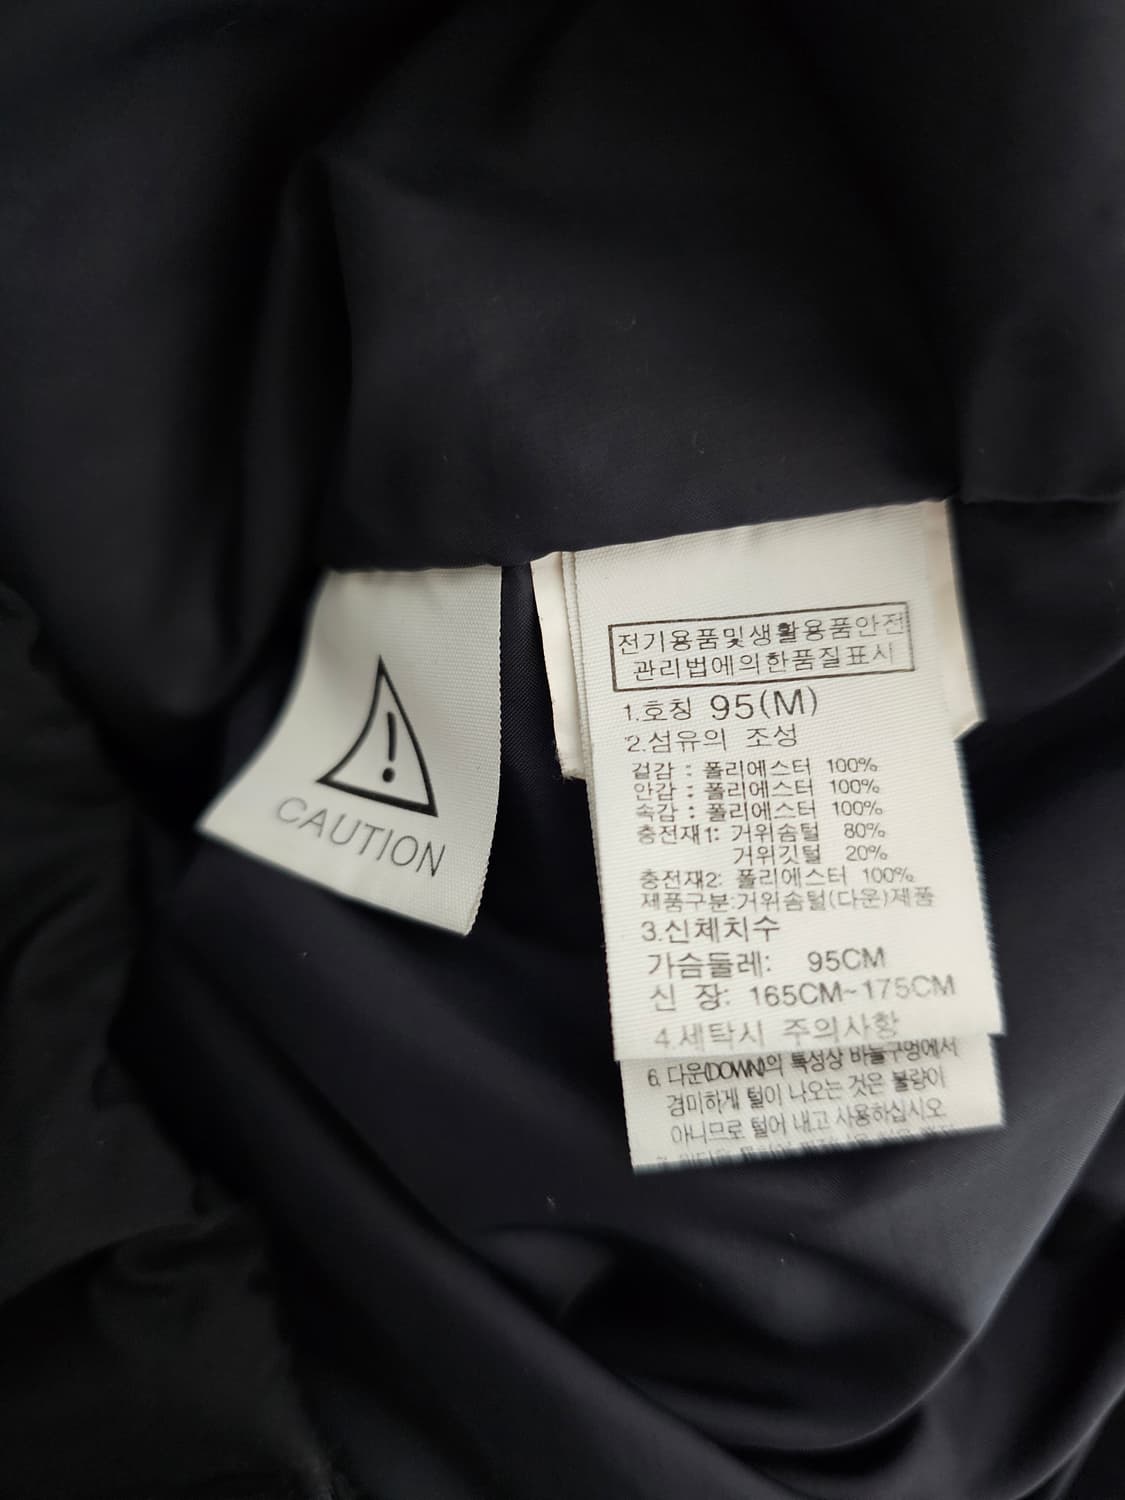 CAUTION
전기용품및생활용품안전
관리법에의한품질표시
1.호칭 95(M)
2.섬유의 조성
겉감 : 폴리에스터 100%
안감 : 폴리에스터 100%
속감 : 폴리에스터 100%
충전재1: 거위솜털 80%
거위깃털 20%
충전재2: 폴리에스터 100%
제품구분:거위솜털(다운)제품
3.신체치수
가슴둘레: 95CM
신 장: 165CM~175CM
4.세탁시 주의사항
6. 다운(DOWN)의 특성상 바늘구멍에서
경미하게 털이 나오는 것은 불량이
아니므로 털어 내고 사용하십시오